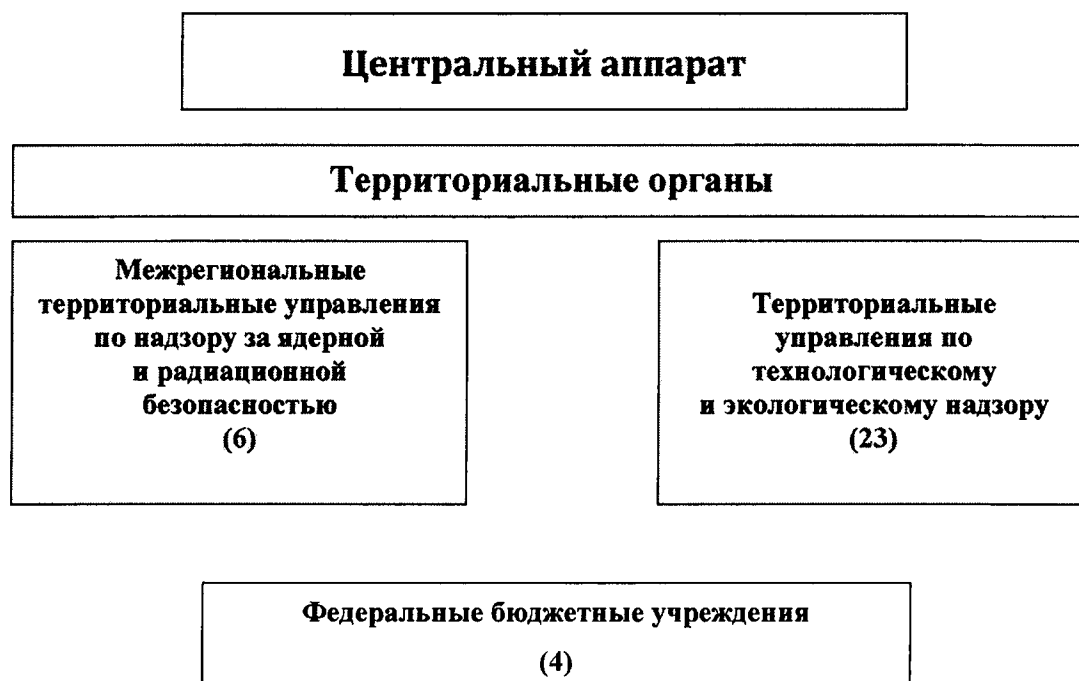 Центральный аппарат
Территориальные органы
Межрегиональные
территориальные управления
по надзору за ядерной
и радиационной
безопасностью
(6)
Территориальные
управления по
технологическому
и экологическому надзору
(23)
Федеральные бюджетные учреждения
(4)